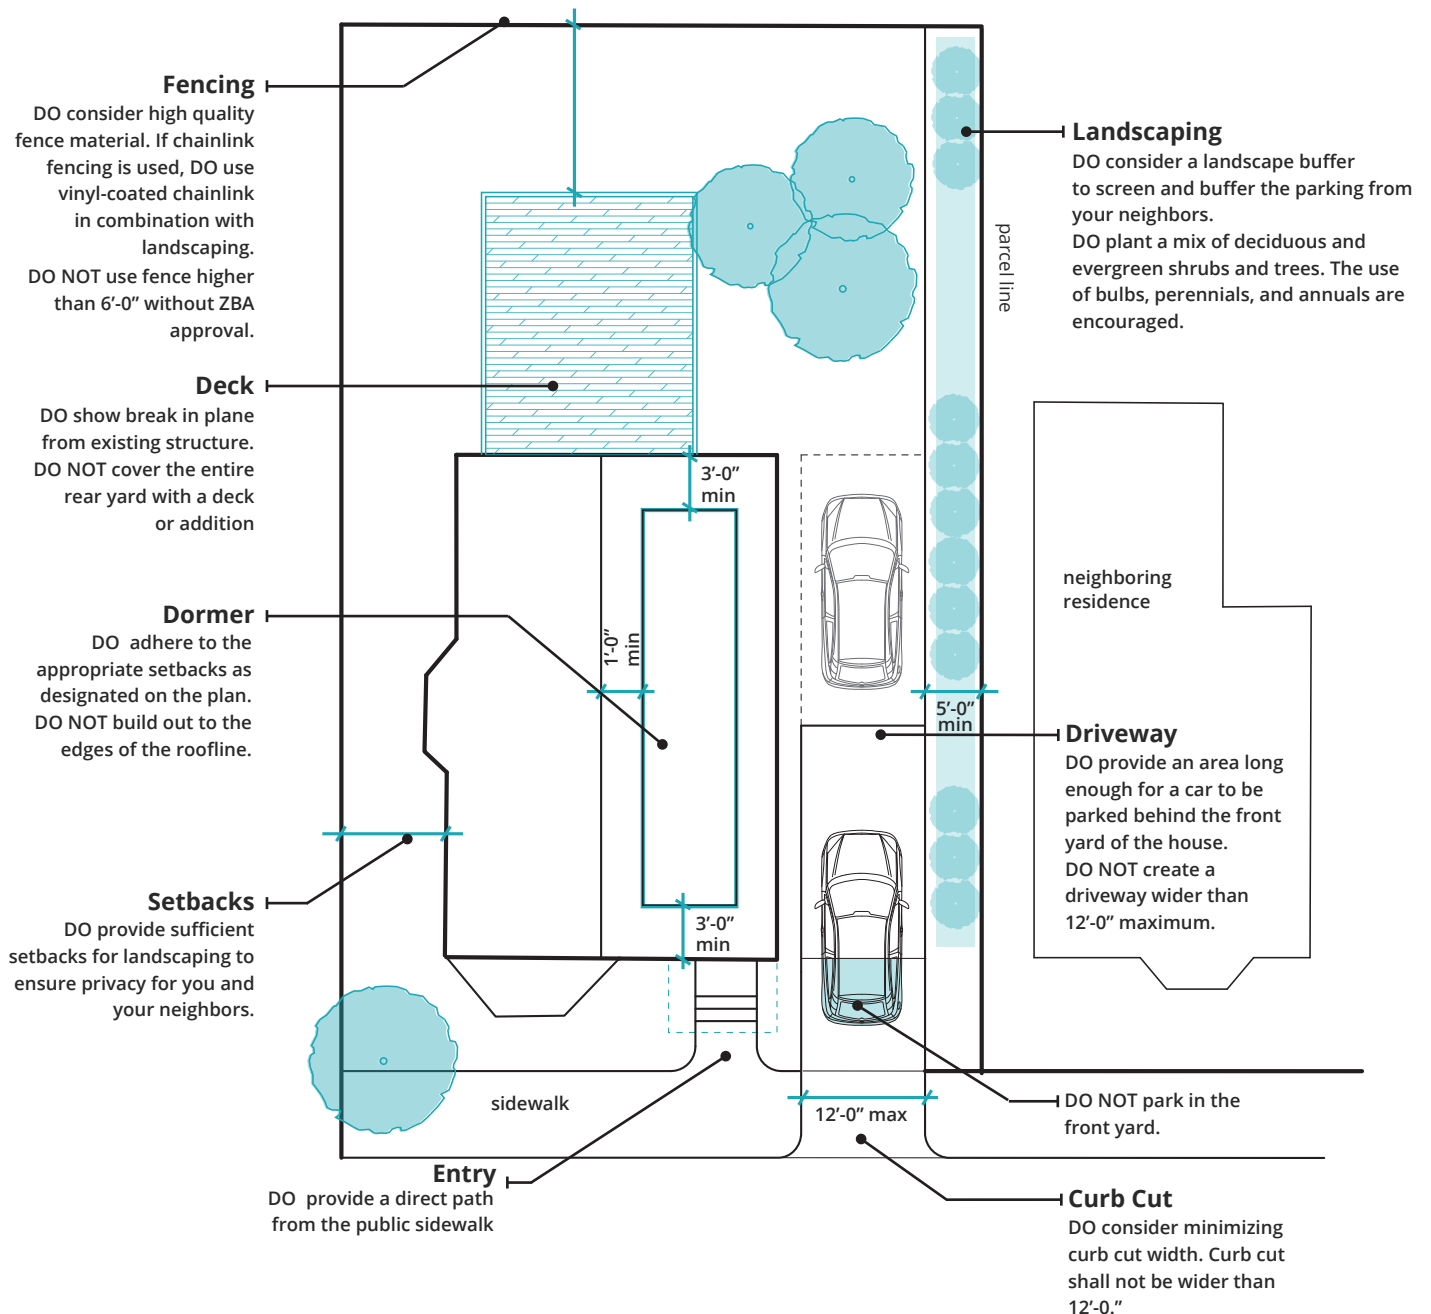 Fencing
DO consider high quality
fence material. If chainlink
fencing is used, DO use
vinyl-coated chainlink
in combination with
landscaping.
DO NOT use fence higher
than 6’-0” without ZBA
approval.
Deck
DO show break in plane
from existing structure.
DO NOT cover the entire
rear yard with a deck
or addition
Dormer
DO  adhere to the
appropriate setbacks as
designated on the plan.
DO NOT build out to the
edges of the roofline.
Setbacks
DO provide sufficient
setbacks for landscaping to
ensure privacy for you and
your neighbors.
3’-0”
min
1’-0”
min
3’-0”
min
sidewalk
Entry
DO  provide a direct path
from the public sidewalk
12’-0” max
parcel line
5’-0”
min
Landscaping
DO consider a landscape buffer
to screen and buffer the parking from
your neighbors.
DO plant a mix of deciduous and
evergreen shrubs and trees. The use
of bulbs, perennials, and annuals are
encouraged.
neighboring
residence
Driveway
DO provide an area long
enough for a car to be
parked behind the front
yard of the house.
DO NOT create a
driveway wider than
12’-0” maximum.
DO NOT park in the
front yard.
Curb Cut
DO consider minimizing
curb cut width. Curb cut
shall not be wider than
12’-0.”